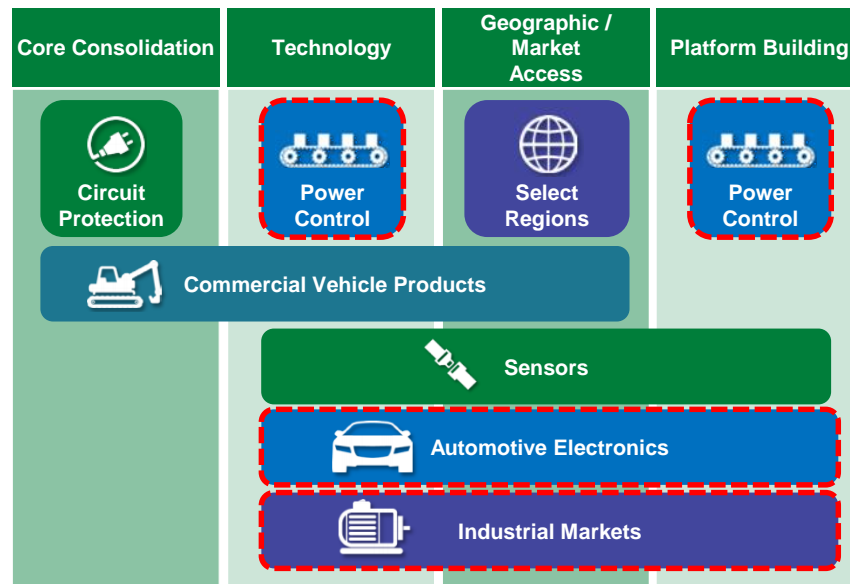 Core Consolidation
Technology
Geographic /
Market
Access
Platform Building
Circuit
Protection
Power
Control
Select
Regions
Power
Control
Commercial Vehicle Products
Sensors
Automotive Electronics
Industrial Markets